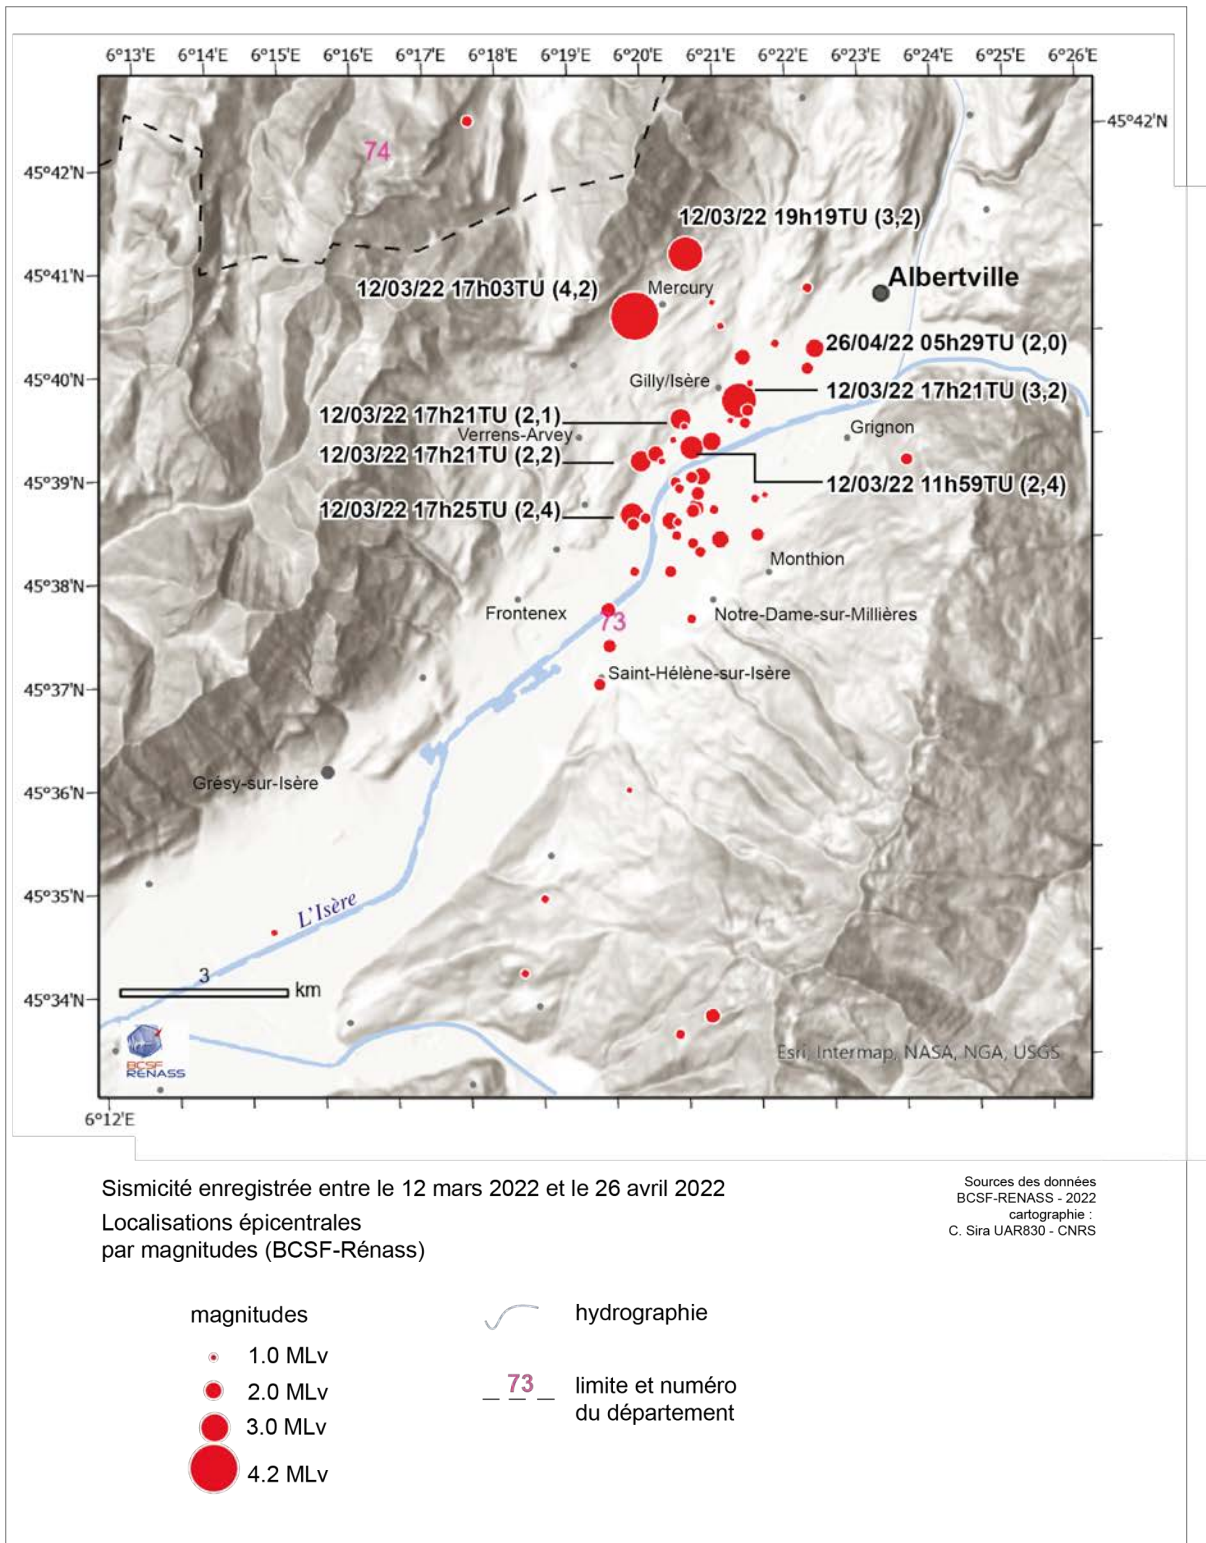 6°13'E 6°14'E 6°15'E 6°16'E 6°17'E 6°18'E 6°19'E 6°20'E 6°21'E 6°22'E 6°23'E 6°24'E 6°25'E 6°26'E
45°42'N
74
45°42'N
12/03/22 19h19TU (3,2)
45°41'N
Albertville
12/03/22 17h03TU (4,2)
Mercury
26/04/22 05h29TU (2,0)
45°40'N
Gilly/Isère
12/03/22 17h21TU (3,2)
12/03/22 17h21TU (2,1)
Verrens-Arvey
Grignon
12/03/22 17h21TU (2,2)
45°39'N
12/03/22 11h59TU (2,4)
12/03/22 17h25TU (2,4)
Monthion
45°38'N
Frontenex
73
Notre-Dame-sur-Millières
Saint-Hélène-sur-Isère
45°37'N
Grésy-sur-Isère
45°36'N
45°35'N
L'Isère
3
km
45°34'N
BCSF
RENASS
Esri, Intermap, NASA, NGA, USGS
6°12'E
Sismicité enregistrée entre le 12 mars 2022 et le 26 avril 2022
Localisations épicentrales
par magnitudes (BCSF-Rénass)
Sources des données
BCSF-RENASS - 2022
cartographie :
C. Sira UAR830 - CNRS
magnitudes
1.0 MLv
2.0 MLv
3.0 MLv
4.2 MLv
hydrographie
73
limite et numéro
du département